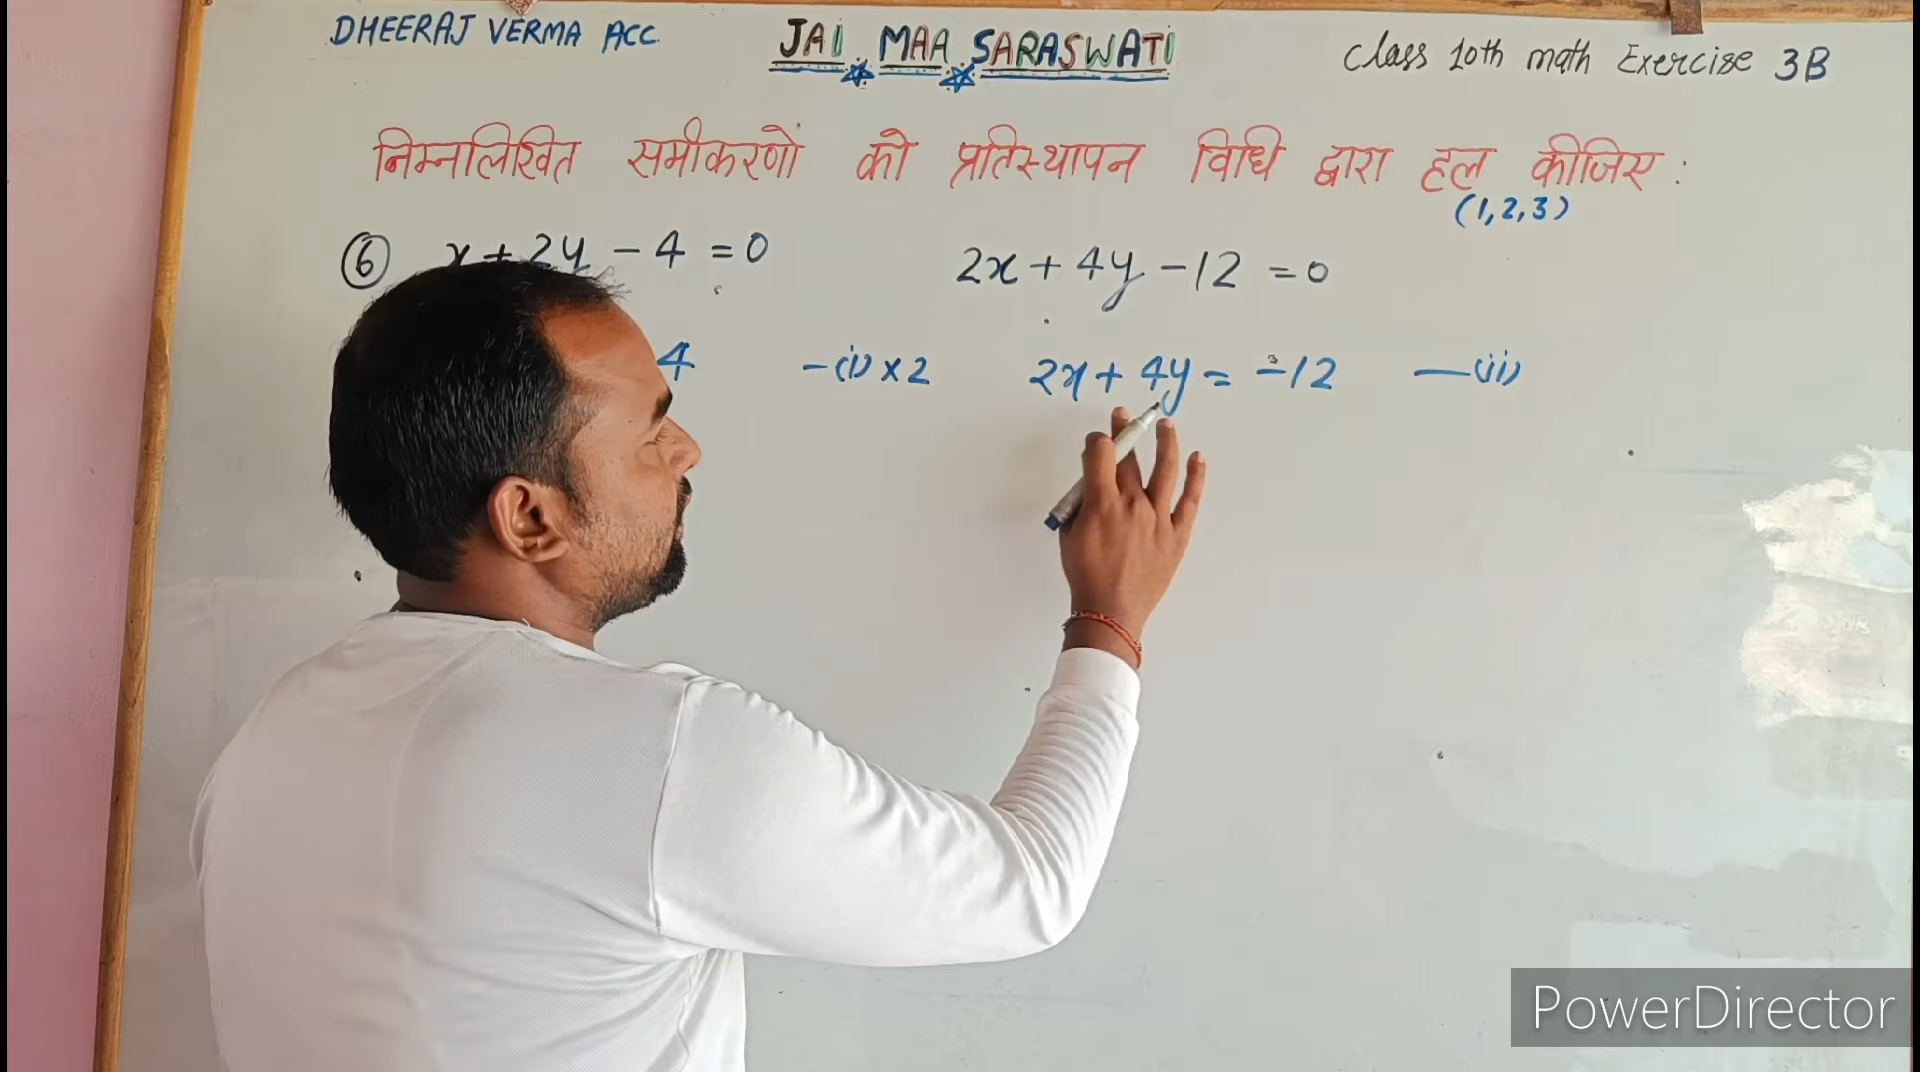 DHEERAJ VERMA ACC. JAI MAA SARASWATI Class 10th math Exercise 3B
निम्नलिखित समीकरणों को प्रतिस्थापन विधि द्वारा हल कीजिए :
(1,2,3)
⑥ x + 2y - 4 = 0 2x + 4y - 12 = 0
4 - (i) × 2 2x + 4y = -12 — (ii)
PowerDirector